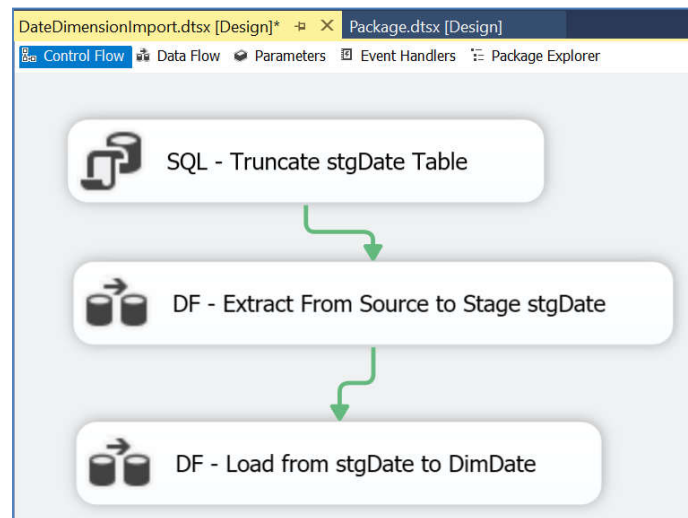 DateDimensionImport.dtsx [Design]* Package.dtsx [Design]
Control Flow Data Flow Parameters Event Handlers Package Explorer
SQL - Truncate stgDate Table
DF - Extract From Source to Stage stgDate
DF - Load from stgDate to DimDate